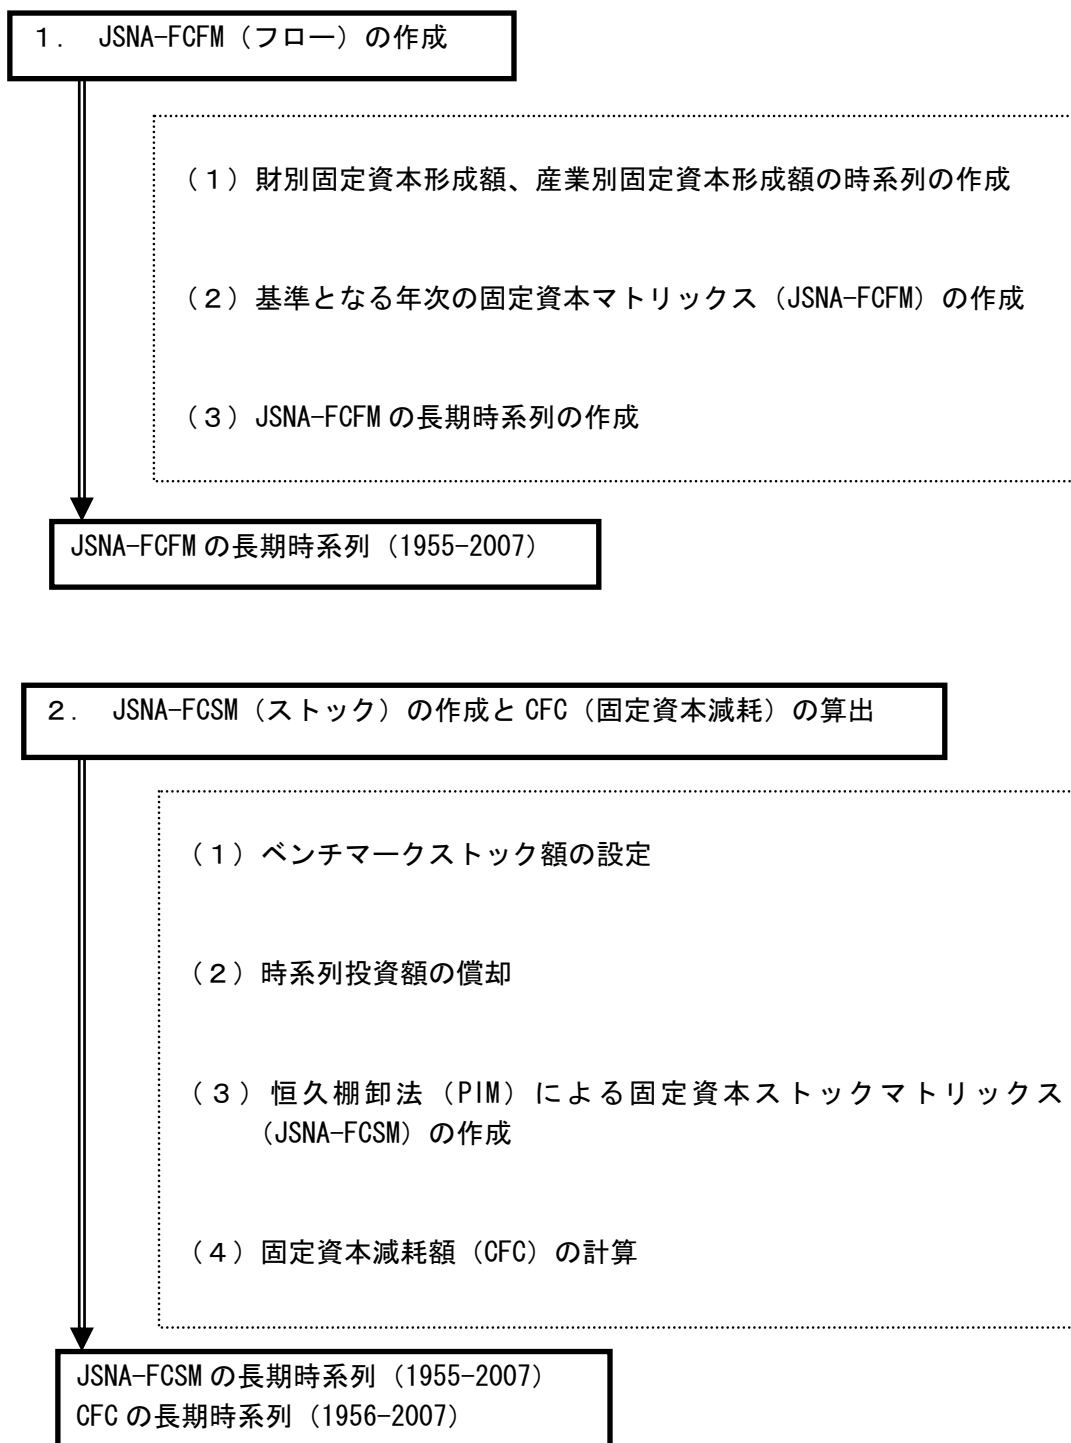 １．　JSNA-FCFM（フロー）の作成
（１）財別固定資本形成額、産業別固定資本形成額の時系列の作成
（２）基準となる年次の固定資本マトリックス（JSNA-FCFM）の作成
（３）JSNA-FCFM の長期時系列の作成
JSNA-FCFM の長期時系列（1955-2007）
２．　JSNA-FCSM（ストック）の作成と CFC（固定資本減耗）の算出
（１）ベンチマークストック額の設定
（２）時系列投資額の償却
（３）恒久棚卸法（PIM）による固定資本ストックマトリックス
（JSNA-FCSM）の作成
（４）固定資本減耗額（CFC）の計算
JSNA-FCSM の長期時系列（1955-2007）
CFC の長期時系列（1956-2007）